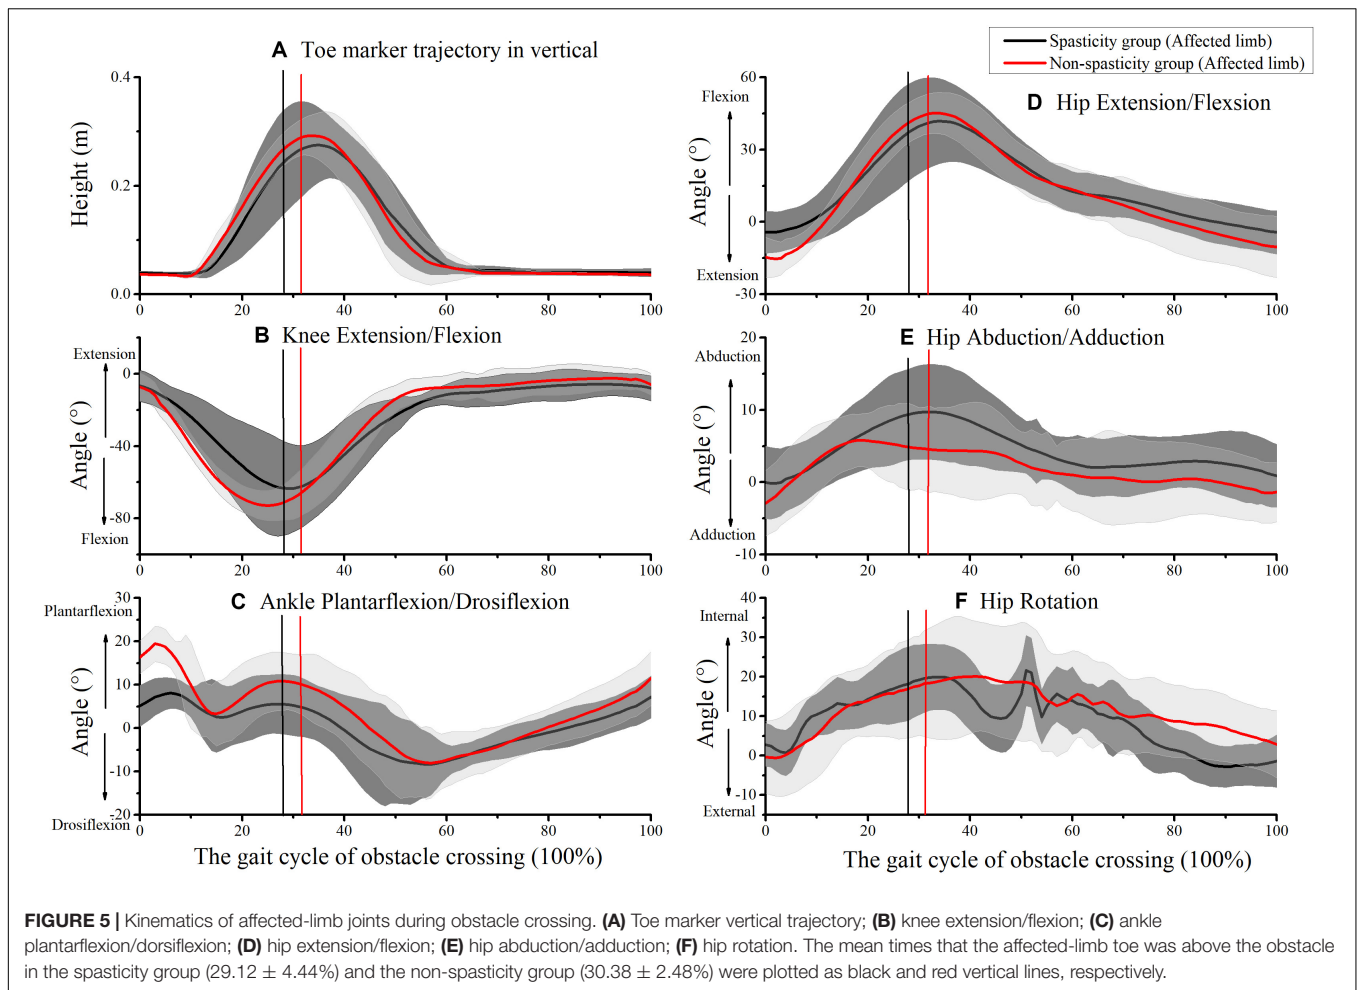 Spasticity group (Affected limb)
Non-spasticity group (Affected limb)
A Toe marker trajectory in vertical
0.4
0.2
0.0
Height (m)
0 20 40 60 80 100
B Knee Extension/Flexion
Extension
Flexion
Angle (°)
0
-40
-80
0 20 40 60 80 100
C Ankle Plantarflexion/Drosiflexion
Plantarflexion
Drosiflexion
Angle (°)
30
20
10
0
-10
-20
0 20 40 60 80 100
The gait cycle of obstacle crossing (100%)
D Hip Extension/Flexsion
Flexion
Extension
Angle (°)
60
30
0
-30
0 20 40 60 80 100
E Hip Abduction/Adduction
Abduction
Adduction
Angle (°)
20
10
0
-10
0 20 40 60 80 100
F Hip Rotation
Internal
External
Angle (°)
40
30
20
10
0
-10
0 20 40 60 80 100
The gait cycle of obstacle crossing (100%)
FIGURE 5 | Kinematics of affected-limb joints during obstacle crossing. (A) Toe marker vertical trajectory; (B) knee extension/flexion; (C) ankle
plantarflexion/dorsiflexion; (D) hip extension/flexion; (E) hip abduction/adduction; (F) hip rotation. The mean times that the affected-limb toe was above the obstacle
in the spasticity group (29.12 ± 4.44%) and the non-spasticity group (30.38 ± 2.48%) were plotted as black and red vertical lines, respectively.